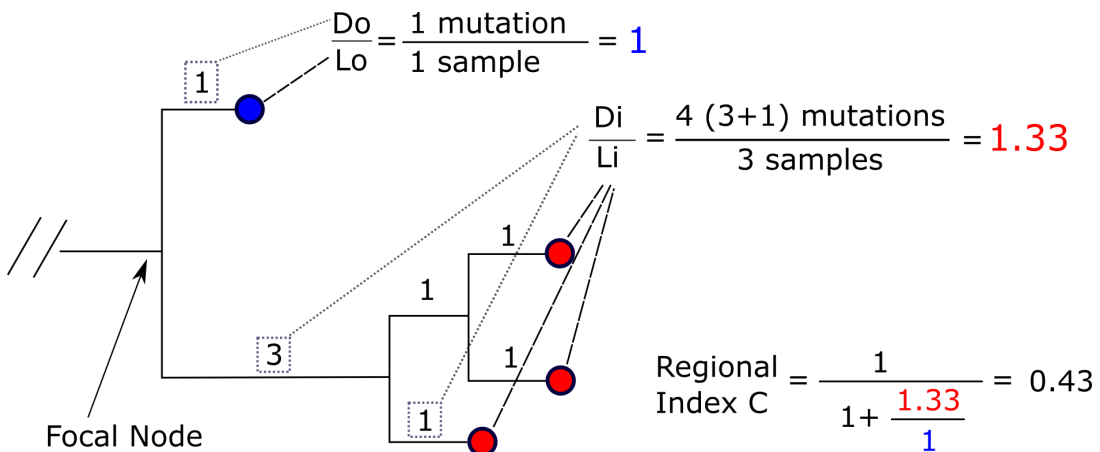 Do
Lo
=
1 mutation
1 sample
= 1
1
Di
Li
=
4 (3+1) mutations
3 samples
= 1.33
1
1
3
1
1
Focal Node
Regional
Index C
=
1
1+
1.33
1
= 0.43